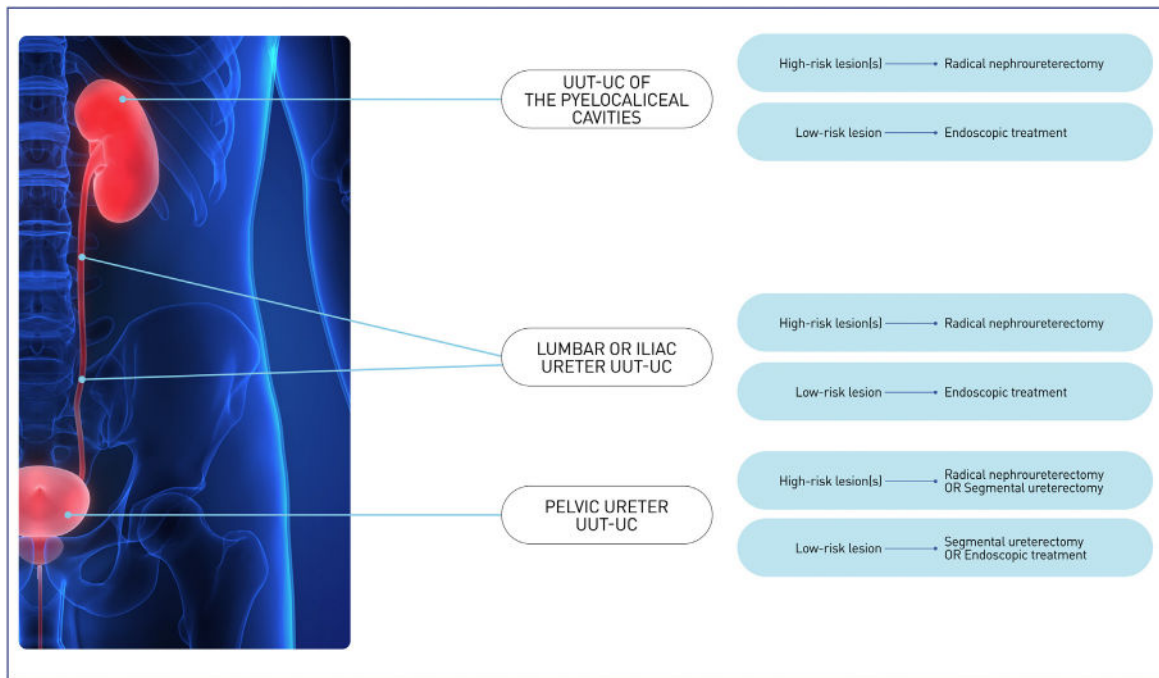 UUT-UC OF
THE PYELOCALICEAL
CAVITIES
High-risk lesion(s) Radical nephroureterectomy
Low-risk lesion Endoscopic treatment
LUMBAR OR ILIAC
URETER UUT-UC
High-risk lesion(s) Radical nephroureterectomy
Low-risk lesion Endoscopic treatment
PELVIC URETER
UUT-UC
High-risk lesion(s) Radical nephroureterectomy
OR Segmental ureterectomy
Low-risk lesion Segmental ureterectomy
OR Endoscopic treatment